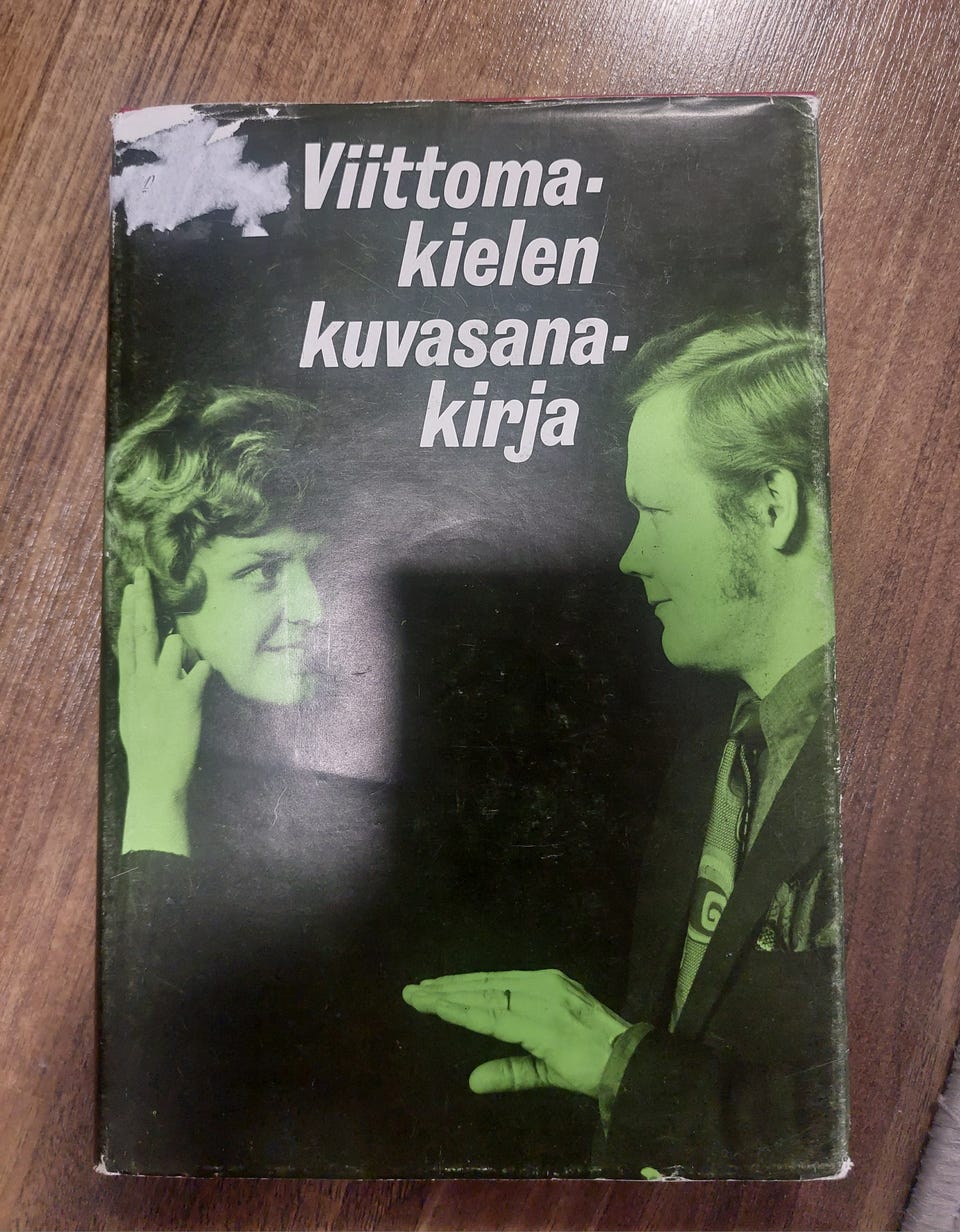 Viittoma-
kielen
kuvasana-
kirja